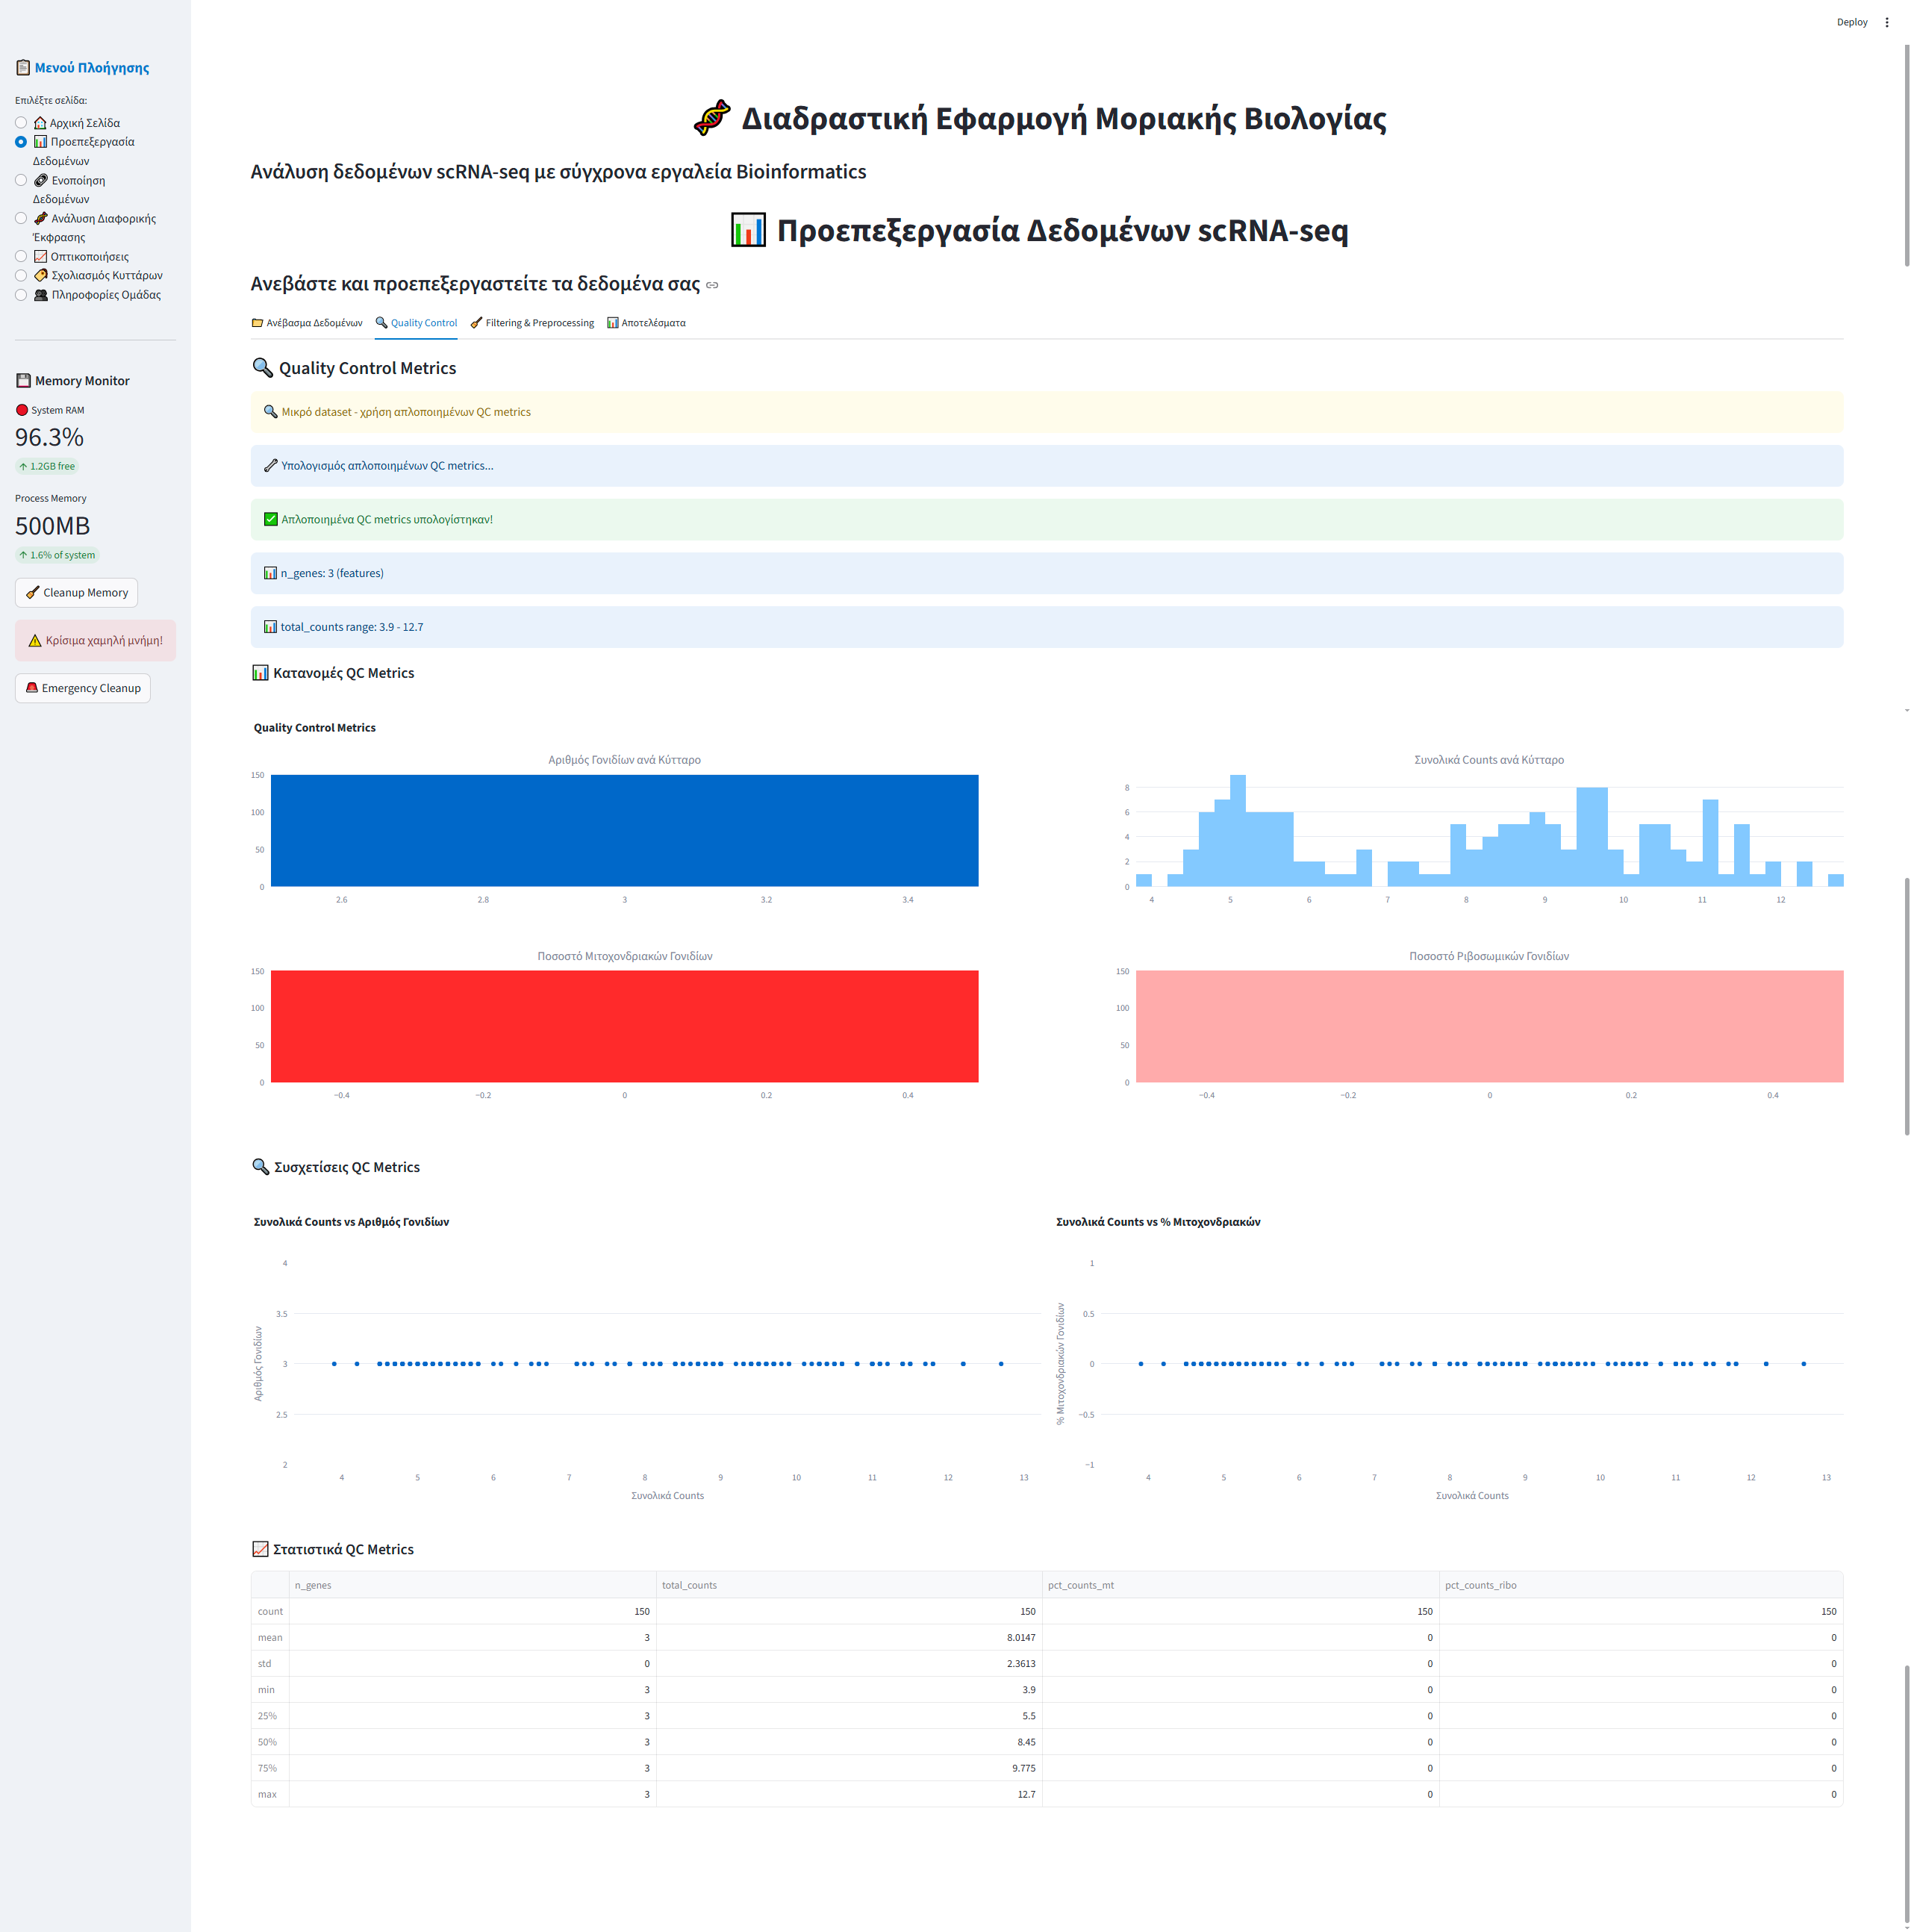 Deploy
Μενού Πλοήγησης
Επιλέξτε σελίδα:
Αρχική Σελίδα
Προεπεξεργασία
Δεδομένων
Ενοποίηση
Δεδομένων
Ανάλυση Διαφορικής
Έκφρασης
Οπτικοποιήσεις
Σχολιασμός Κυττάρων
Πληροφορίες Ομάδας
Memory Monitor
System RAM
96.3%
↑ 1.2GB free
Process Memory
500MB
↑ 1.6% of system
Cleanup Memory
Κρίσιμα χαμηλή μνήμη!
Emergency Cleanup
Διαδραστική Εφαρμογή Μοριακής Βιολογίας
Ανάλυση δεδομένων scRNA-seq με σύγχρονα εργαλεία Bioinformatics
Προεπεξεργασία Δεδομένων scRNA-seq
Ανεβάστε και προεπεξεργαστείτε τα δεδομένα σας
Ανέβασμα Δεδομένων Quality Control Filtering & Preprocessing Αποτελέσματα
Quality Control Metrics
Μικρό dataset - χρήση απλοποιημένων QC metrics
Υπολογισμός απλοποιημένων QC metrics...
Απλοποιημένα QC metrics υπολογίστηκαν!
n_genes: 3 (features)
total_counts range: 3.9 - 12.7
Κατανομές QC Metrics
Quality Control Metrics
Αριθμός Γονιδίων ανά Κύτταρο
150
100
50
0
2.6 2.8 3 3.2 3.4
Συνολικά Counts ανά Κύτταρο
8
6
4
2
0
4 5 6 7 8 9 10 11 12
Ποσοστό Μιτοχονδριακών Γονιδίων
150
100
50
0
−0.4 −0.2 0 0.2 0.4
Ποσοστό Ριβοσωμικών Γονιδίων
150
100
50
0
−0.4 −0.2 0 0.2 0.4
Συσχετίσεις QC Metrics
Συνολικά Counts vs Αριθμός Γονιδίων
Αριθμός Γονιδίων
4
3.5
3
2.5
2
4 5 6 7 8 9 10 11 12 13
Συνολικά Counts
Συνολικά Counts vs % Μιτοχονδριακών
% Μιτοχονδριακών Γονιδίων
1
0.5
0
−0.5
−1
4 5 6 7 8 9 10 11 12 13
Συνολικά Counts
Στατιστικά QC Metrics
n_genes total_counts pct_counts_mt pct_counts_ribo
count 150 150 150 150
mean 3 8.0147 0 0
std 0 2.3613 0 0
min 3 3.9 0 0
25% 3 5.5 0 0
50% 3 8.45 0 0
75% 3 9.775 0 0
max 3 12.7 0 0